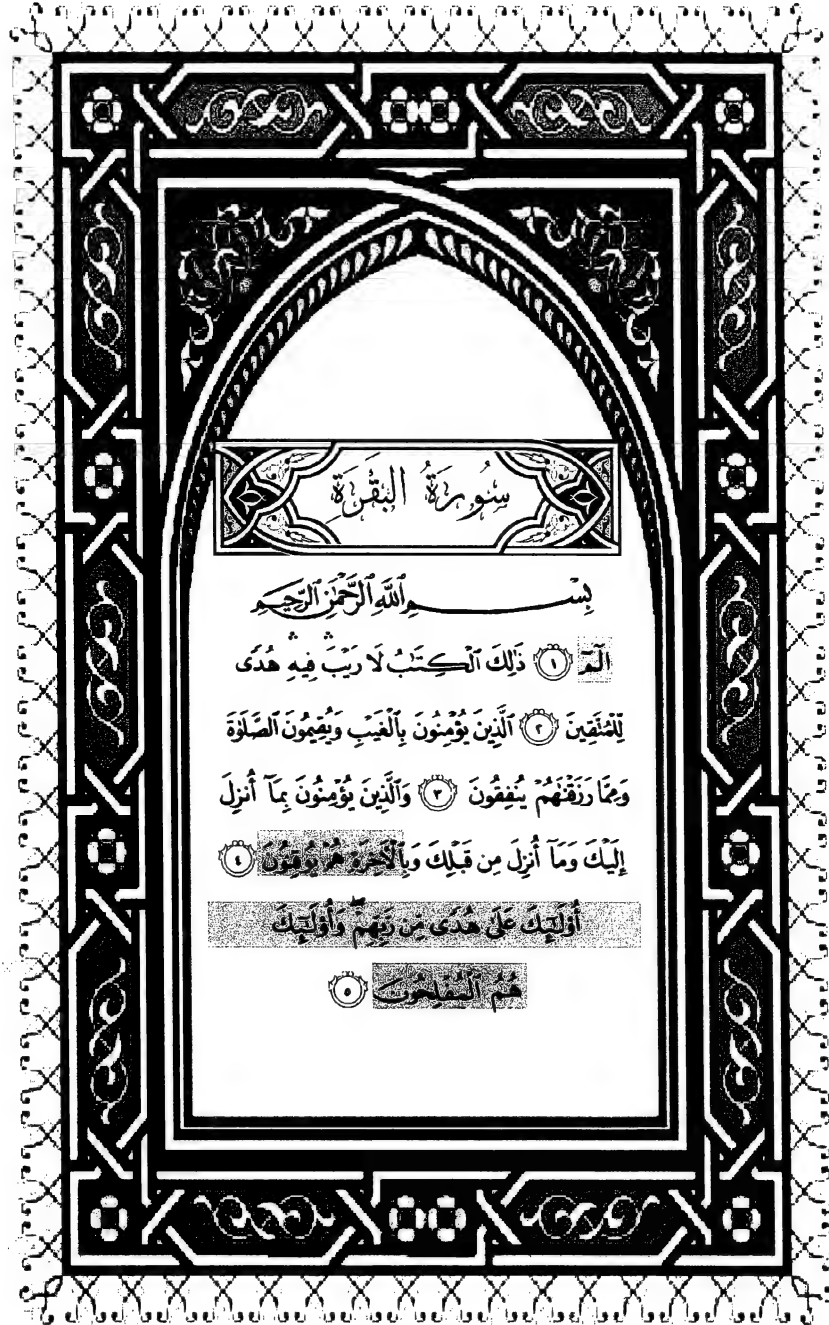 سُورَةُ البَقَرَةِ
بِسْمِ ٱللَّهِ ٱلرَّحْمَٰنِ ٱلرَّحِيمِ
الٓمٓ ١ ذَٰلِكَ ٱلْكِتَٰبُ لَا رَيْبَ ۛ فِيهِ ۛ هُدًى
لِّلْمُتَّقِينَ ٢ ٱلَّذِينَ يُؤْمِنُونَ بِٱلْغَيْبِ وَيُقِيمُونَ ٱلصَّلَوٰةَ
وَمِمَّا رَزَقْنَٰهُمْ يُنفِقُونَ ٣ وَٱلَّذِينَ يُؤْمِنُونَ بِمَآ أُنزِلَ
إِلَيْكَ وَمَآ أُنزِلَ مِن قَبْلِكَ وَبِٱلْأَخِرَةِ هُمْ يُوقِنُونَ ٤
أُو۟لَٰٓئِكَ عَلَىٰ هُدًى مِّن رَّبِّهِمْ ۖ وَأُو۟لَٰٓئِكَ
هُمُ ٱلْمُفْلِحُونَ ٥